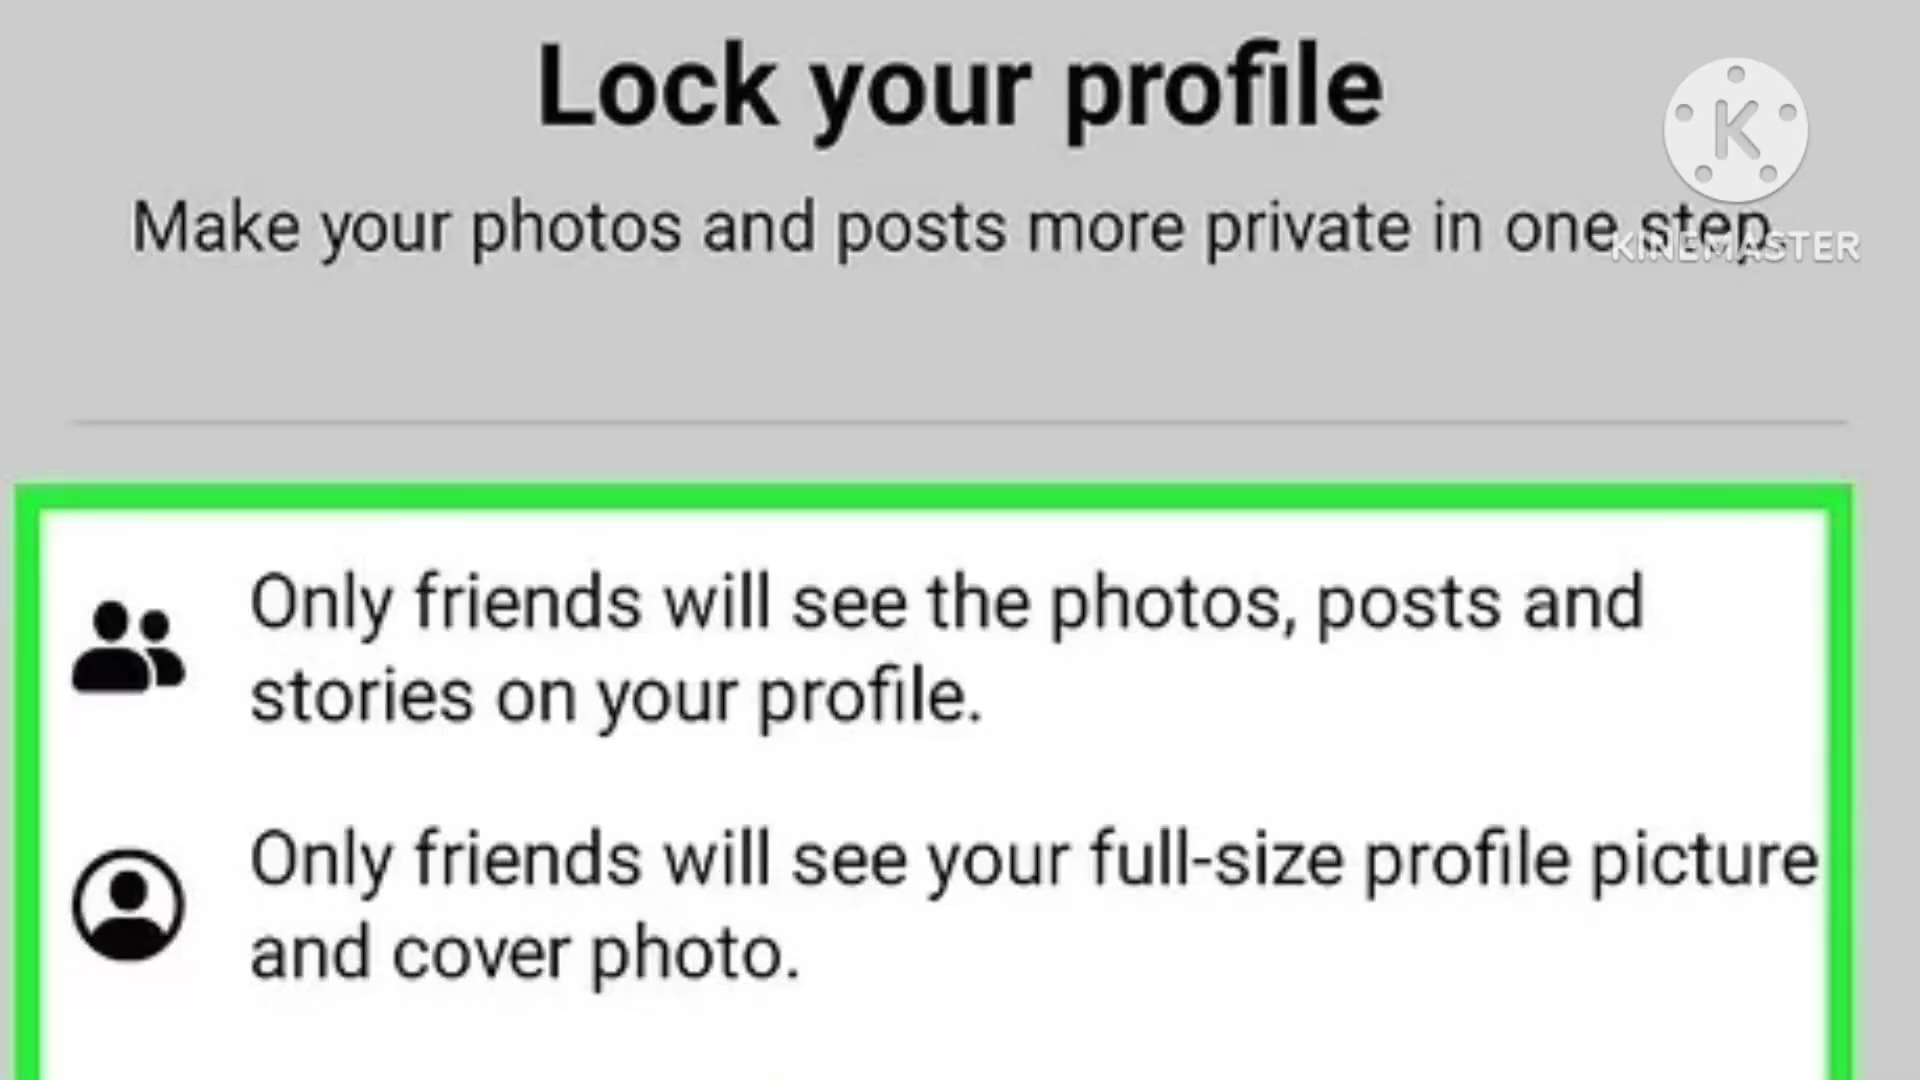 Lock your profile
K
Make your photos and posts more private in one step.
KINEMASTER
Only friends will see the photos, posts and
stories on your profile.
Only friends will see your full-size profile picture
and cover photo.